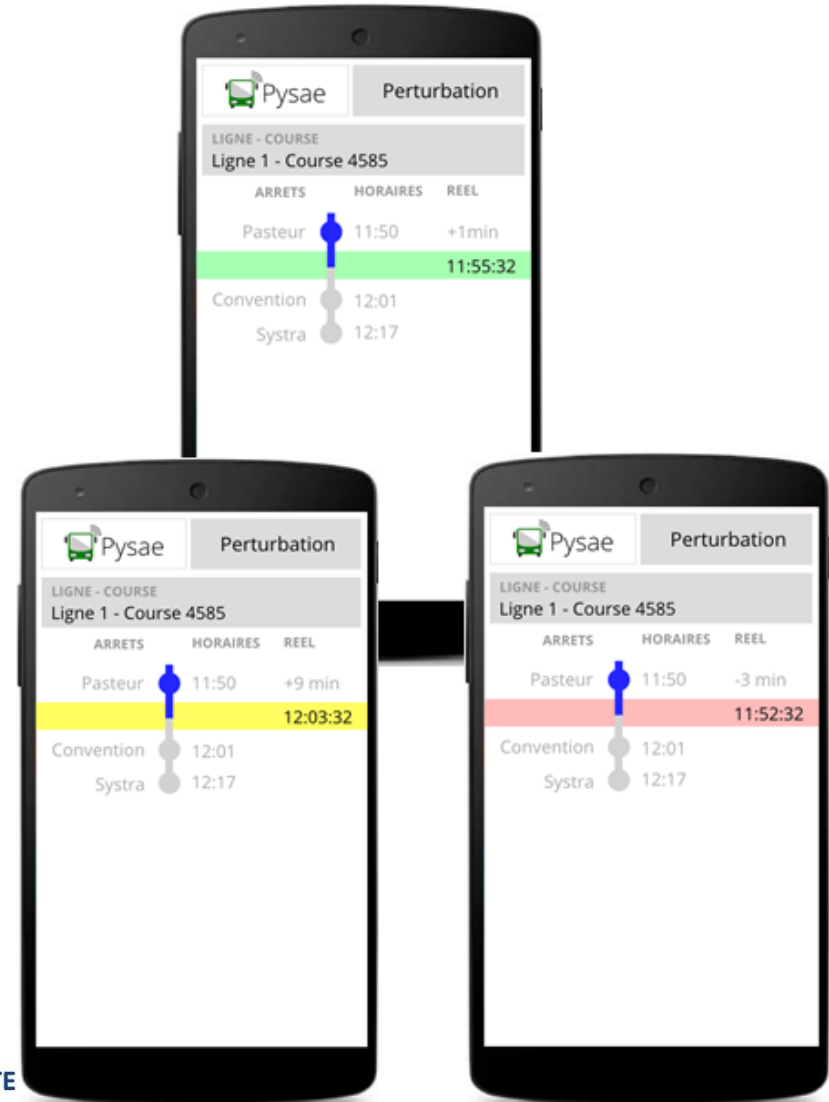 Pysae Perturbation
LIGNE - COURSE
Ligne 1 - Course 4585
ARRETS HORAIRES REEL
Pasteur 11:50 +1min
11:55:32
Convention 12:01
Systra 12:17
Pysae Perturbation
LIGNE - COURSE
Ligne 1 - Course 4585
ARRETS HORAIRES REEL
Pasteur 11:50 +9 min
12:03:32
Convention 12:01
Systra 12:17
Pysae Perturbation
LIGNE - COURSE
Ligne 1 - Course 4585
ARRETS HORAIRES REEL
Pasteur 11:50 -3 min
11:52:32
Convention 12:01
Systra 12:17